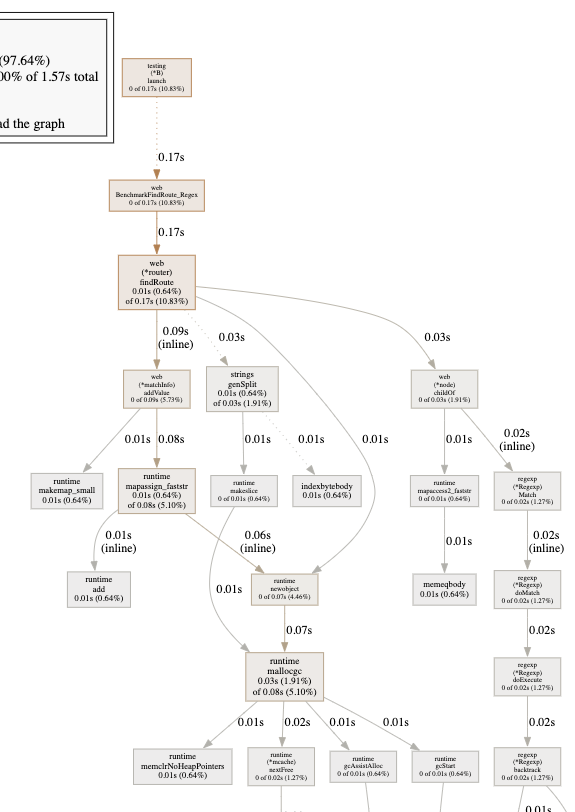 (97.64%)
00% of 1.57s total
ad the graph
testing
(*B)
launch
0 of 0.17s (10.83%)
0.17s
web
BenchmarkFindRoute_Regex
0 of 0.17s (10.83%)
0.17s
web
(*router)
findRoute
0.01s (0.64%)
of 0.17s (10.83%)
0.09s
(inline)
0.03s
0.03s
web
(*matchInfo)
addValue
0 of 0.09s (5.73%)
strings
genSplit
0.01s (0.64%)
of 0.03s (1.91%)
web
(*node)
childOf
0 of 0.03s (1.91%)
0.01s
0.08s
0.01s
0.01s
0.01s
0.01s
0.02s
(inline)
runtime
makemap_small
0.01s (0.64%)
runtime
mapassign_faststr
0.01s (0.64%)
of 0.08s (5.10%)
runtime
makeslice
0 of 0.01s (0.64%)
indexbytebody
0.01s (0.64%)
runtime
mapaccess2_faststr
0 of 0.01s (0.64%)
regexp
(*Regexp)
Match
0 of 0.02s (1.27%)
0.01s
(inline)
0.06s
(inline)
0.01s
0.02s
(inline)
runtime
add
0.01s (0.64%)
0.01s
runtime
newobject
0 of 0.07s (4.46%)
memeqbody
0.01s (0.64%)
regexp
(*Regexp)
doMatch
0 of 0.02s (1.27%)
0.07s
0.02s
runtime
mallocgc
0.03s (1.91%)
of 0.08s (5.10%)
regexp
(*Regexp)
doExecute
0 of 0.02s (1.27%)
0.01s
0.02s
0.01s
0.01s
0.02s
runtime
memclrNoHeapPointers
0.01s (0.64%)
runtime
(*mcache)
nextFree
0 of 0.02s (1.27%)
runtime
gcAssistAlloc
0 of 0.01s (0.64%)
runtime
gcStart
0 of 0.01s (0.64%)
regexp
(*Regexp)
backtrack
0 of 0.02s (1.27%)
0.01s